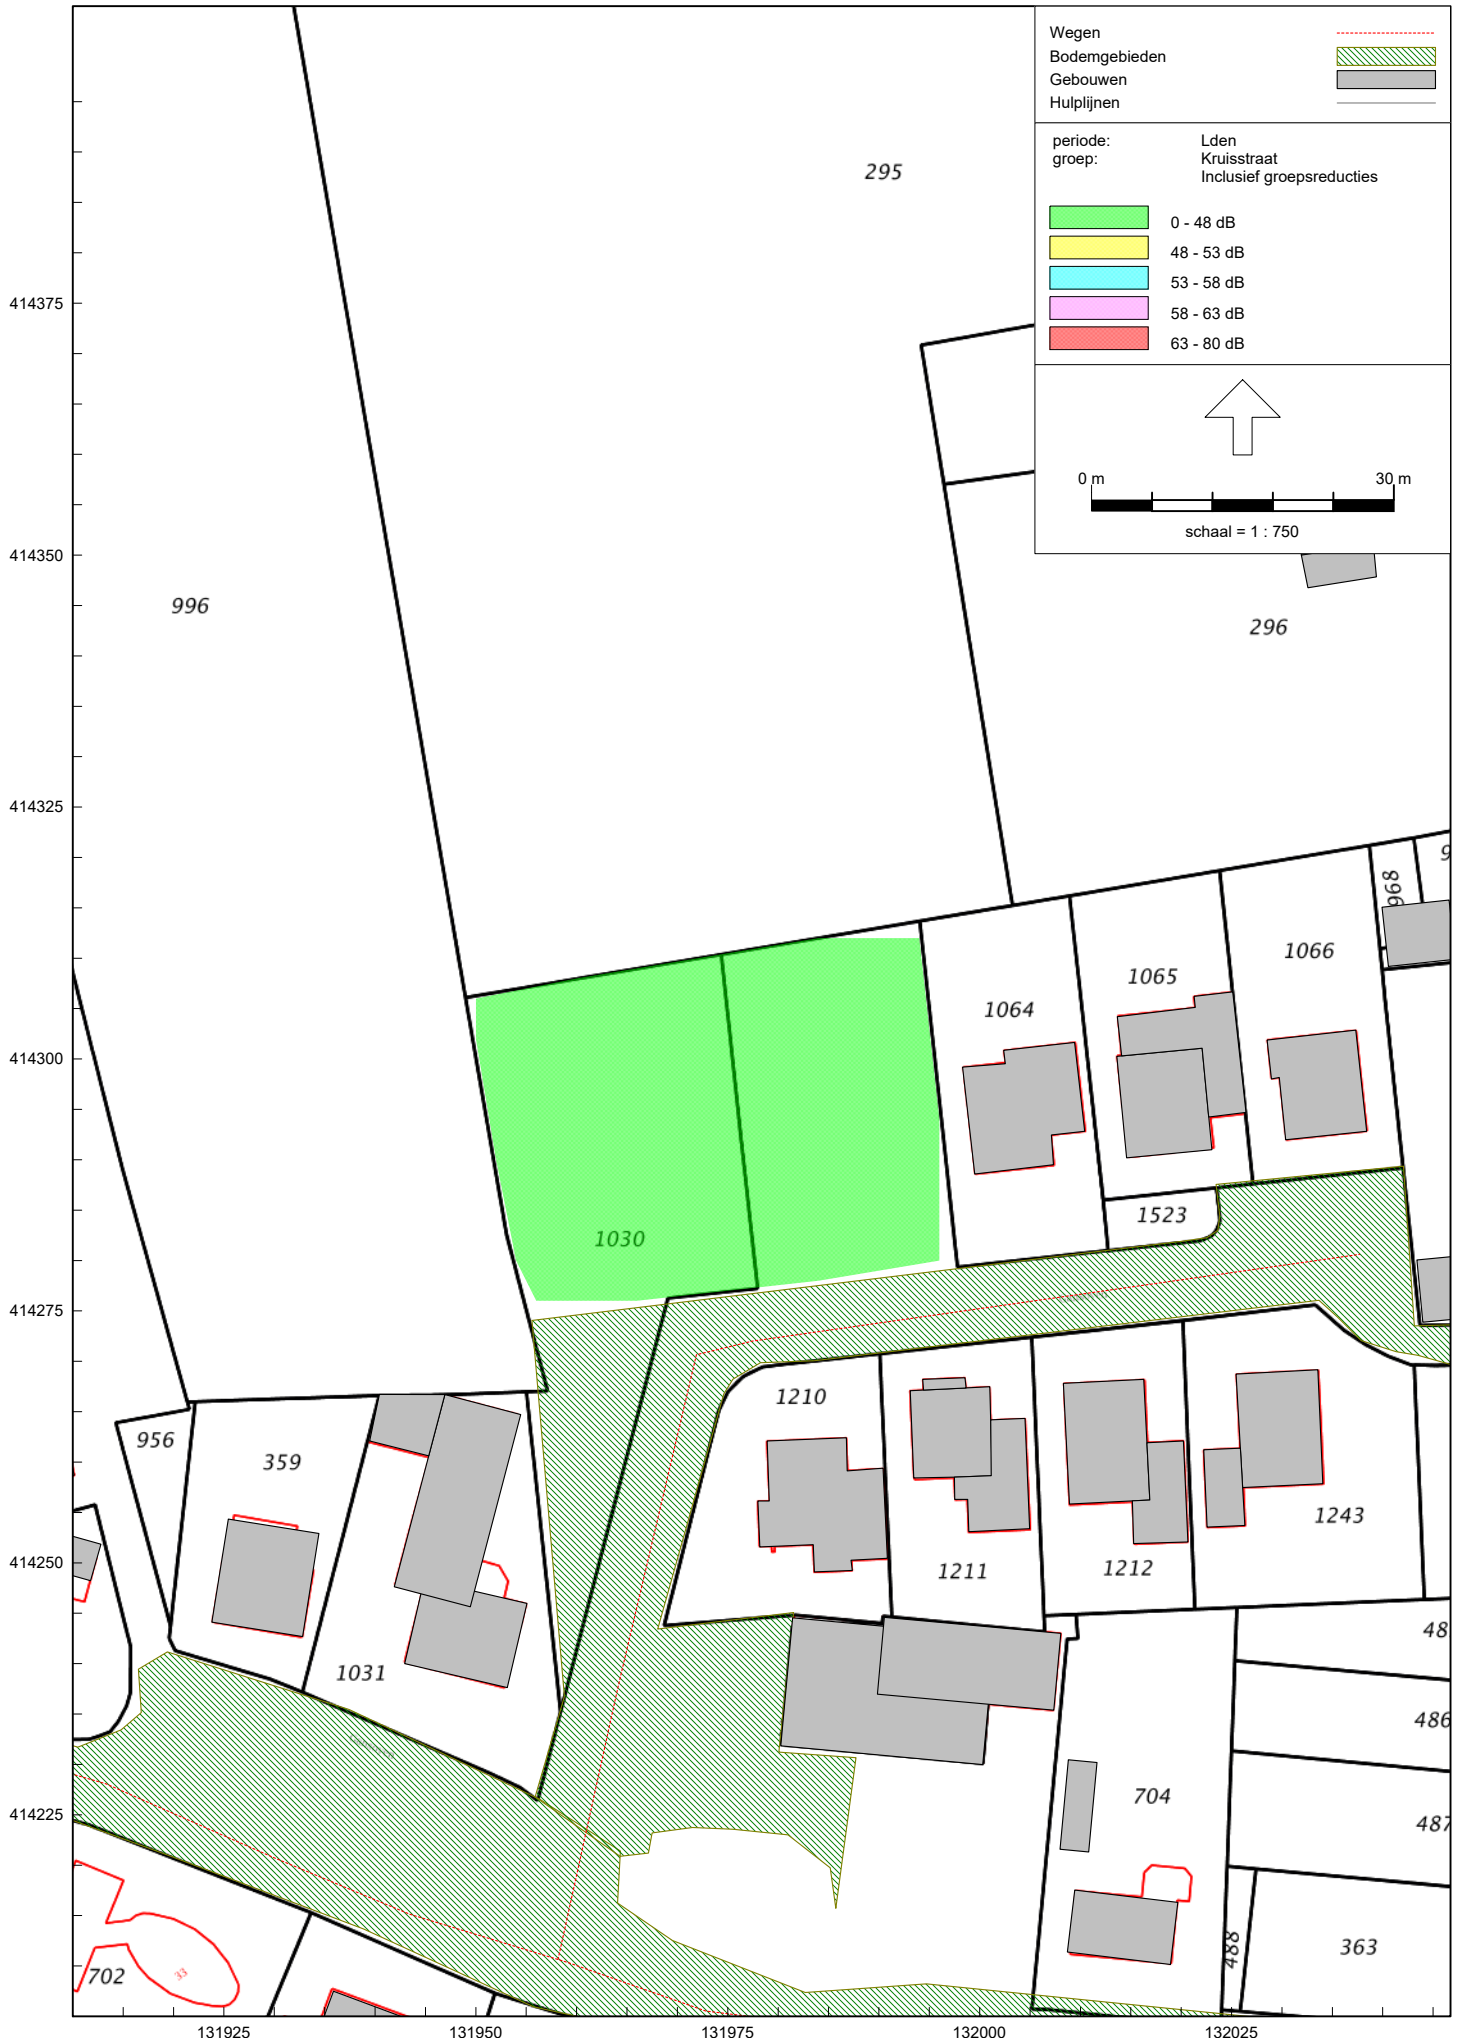 Wegen
Bodemgebieden
Gebouwen
Hulplijnen
periode: Lden
groep: Kruisstraat
Inclusief groepsreducties
0 - 48 dB
48 - 53 dB
53 - 58 dB
58 - 63 dB
63 - 80 dB
0 m 30 m
schaal = 1 : 750
295
414375
414350
996
296
414325
968
9
1066
1065
1064
414300
1523
1030
414275
1210
956
359
1243
1212
1211
414250
48
1031
486
704
414225
487
363
488
33
702
131925 131950 131975 132000 132025